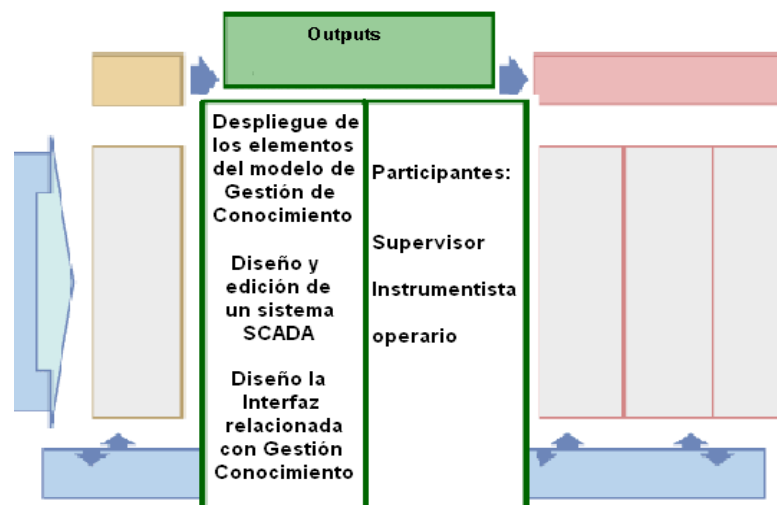 Outputs
Despliegue de
los elementos
del modelo de
Gestión de
Conocimiento
Diseño y
edición de
un sistema
SCADA
Diseño la
Interfaz
relacionada
con Gestión
Conocimiento
Participantes:
Supervisor
Instrumentista
operario